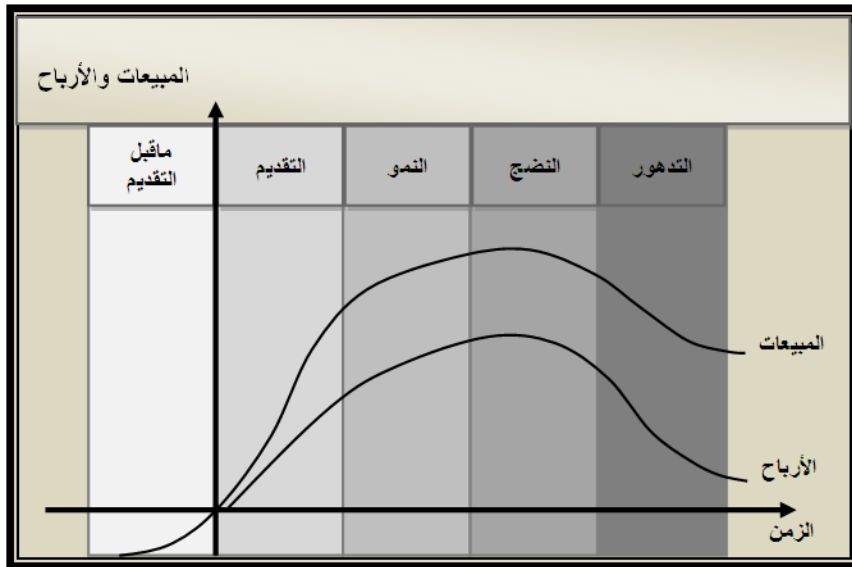 المبيعات والأرباح
ماقبل
التقديم
التقديم
النمو
النضج
التدهور
المبيعات
الأرباح
الزمن